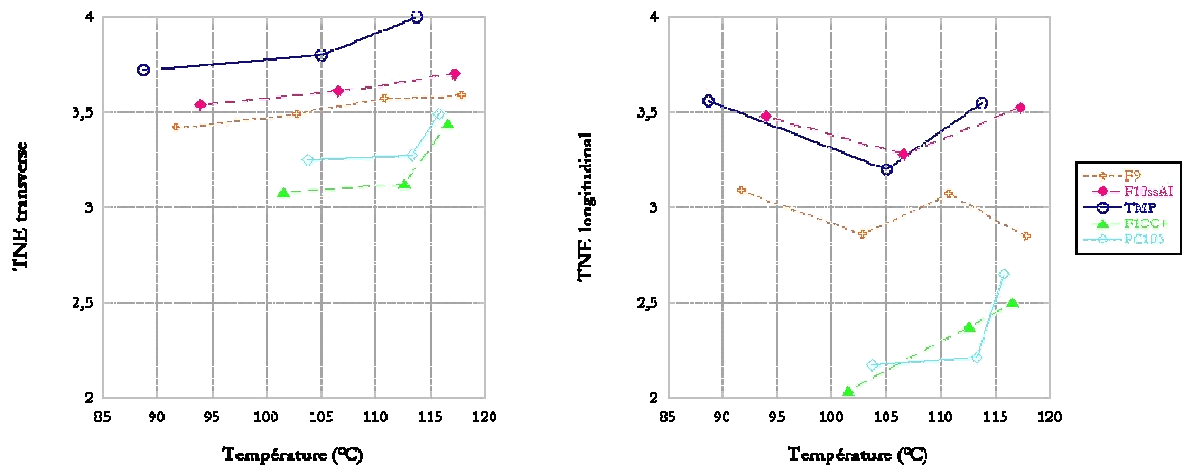 TNE transverse
4
3,5
3
2,5
2
85 90 95 100 105 110 115 120
Température (°C)
TNE longitudinal
4
3,5
3
2,5
2
85 90 95 100 105 110 115 120
Température (°C)
F9
F13ssAI
TMP
F1OC+
PC105